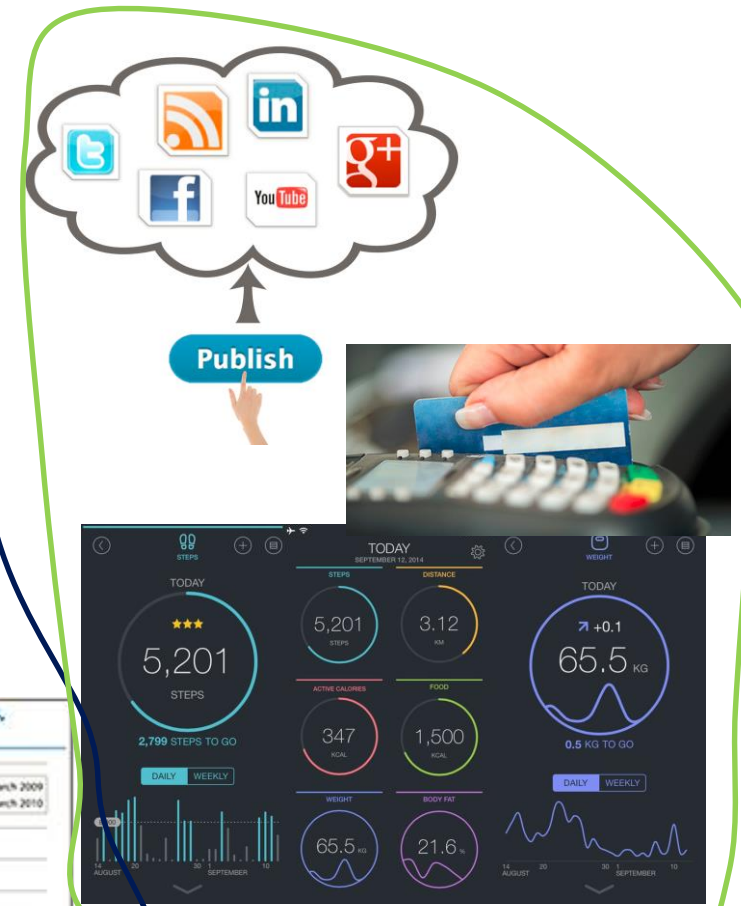 in
t
g+
f
You Tube
Publish
STEPS
TODAY
5,201
STEPS
2,799 STEPS TO GO
DAILY WEEKLY
14 20 30 1 10
AUGUST SEPTEMBER
TODAY
SEPTEMBER 12, 2014
STEPS DISTANCE
5,201 3.12
STEPS KM
ACTIVE CALORIES FOOD
347 1,500
KCAL KCAL
WEIGHT BODY FAT
65.5 KG 21.6 %
WEIGHT
TODAY
+0.1
65.5 KG
0.5 KG TO GO
DAILY WEEKLY
14 20 30 1 10
AUGUST SEPTEMBER
2009
2010